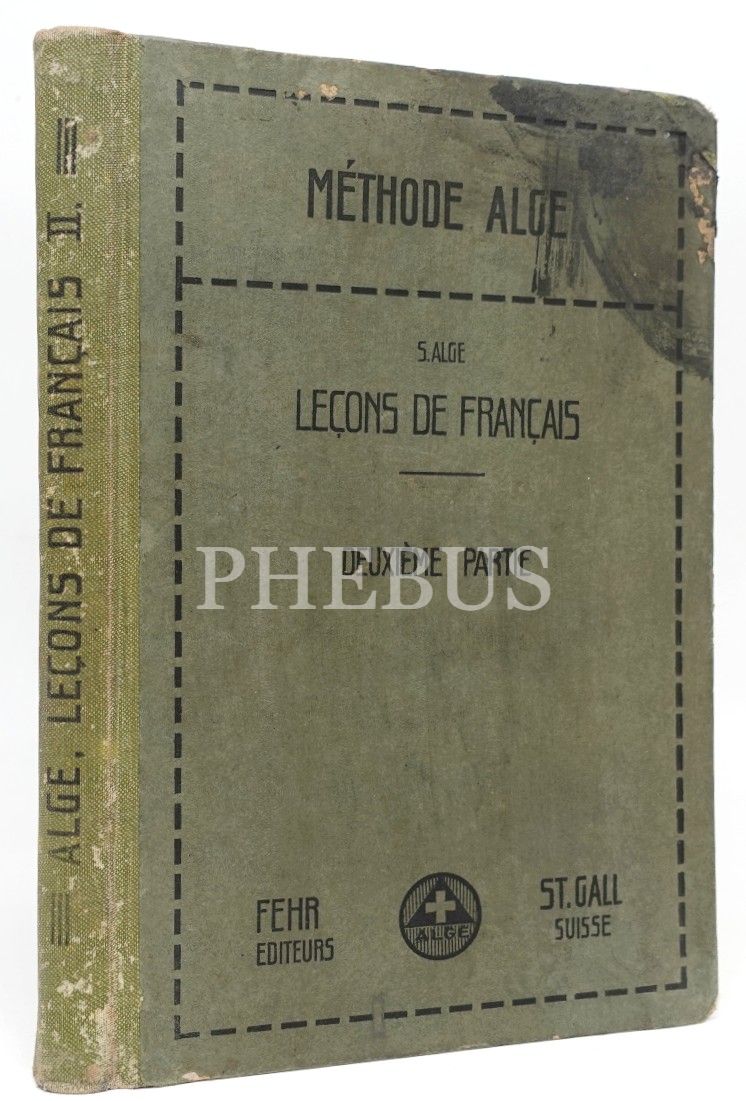 ALGE, LEÇONS DE FRANÇAIS II.
MÉTHODE ALGE
S. ALGE
LEÇONS DE FRANÇAIS
DEUXIÈME PARTIE
PHEBUS
FEHR
EDITEURS
ALGE
ST. GALL
SUISSE